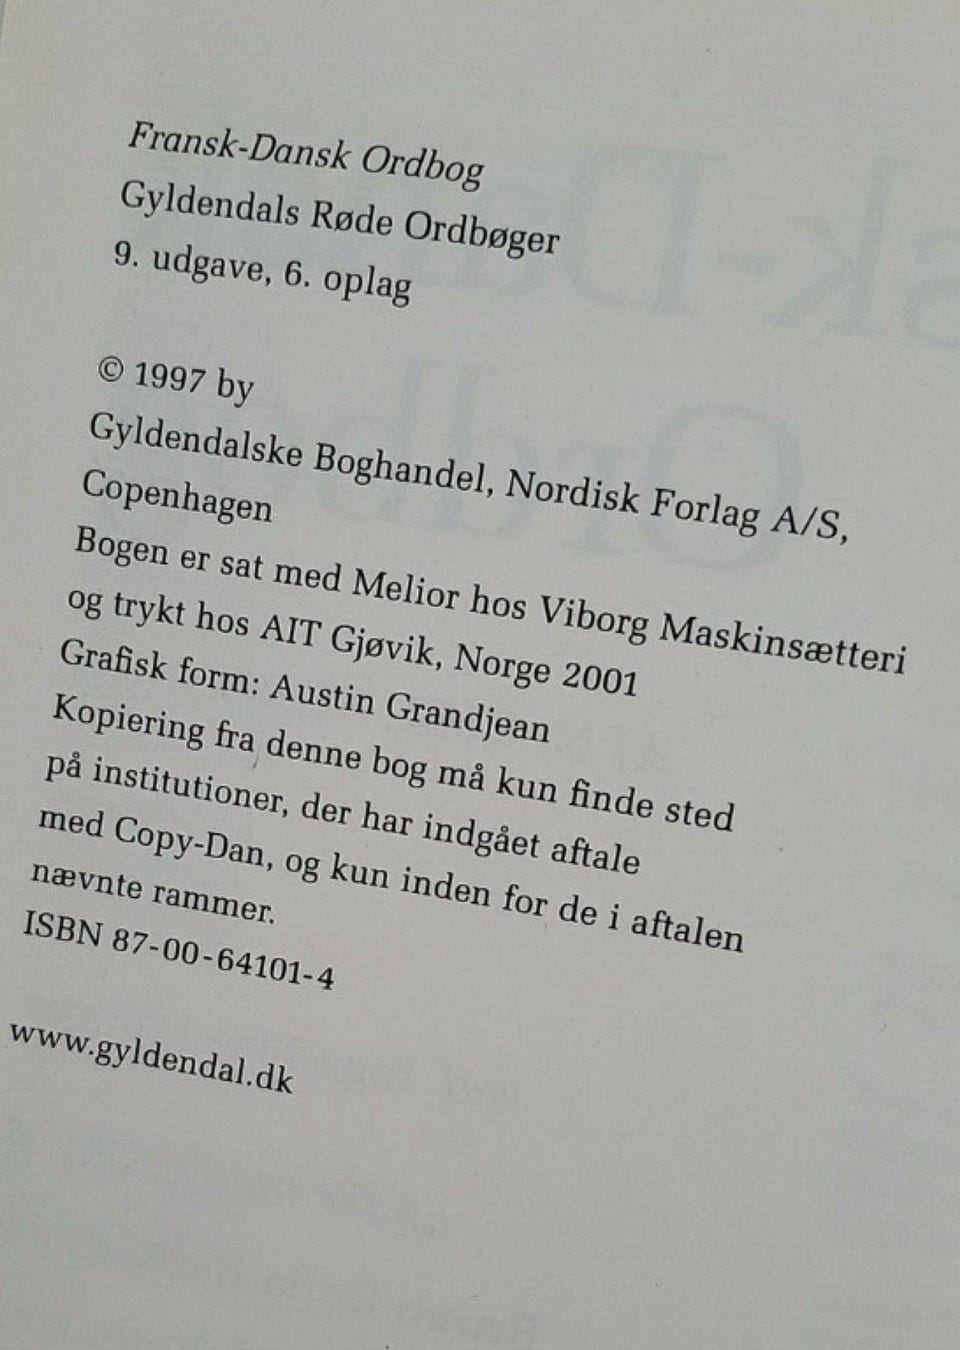 Fransk-Dansk Ordbog
Gyldendals Røde Ordbøger
9. udgave, 6. oplag
© 1997 by
Gyldendalske Boghandel, Nordisk Forlag A/S,
Copenhagen
Bogen er sat med Melior hos Viborg Maskinsætteri
og trykt hos AIT Gjøvik, Norge 2001
Grafisk form: Austin Grandjean
Kopiering fra denne bog må kun finde sted
på institutioner, der har indgået aftale
med Copy-Dan, og kun inden for de i aftalen
nævnte rammer.
ISBN 87-00-64101-4
www.gyldendal.dk